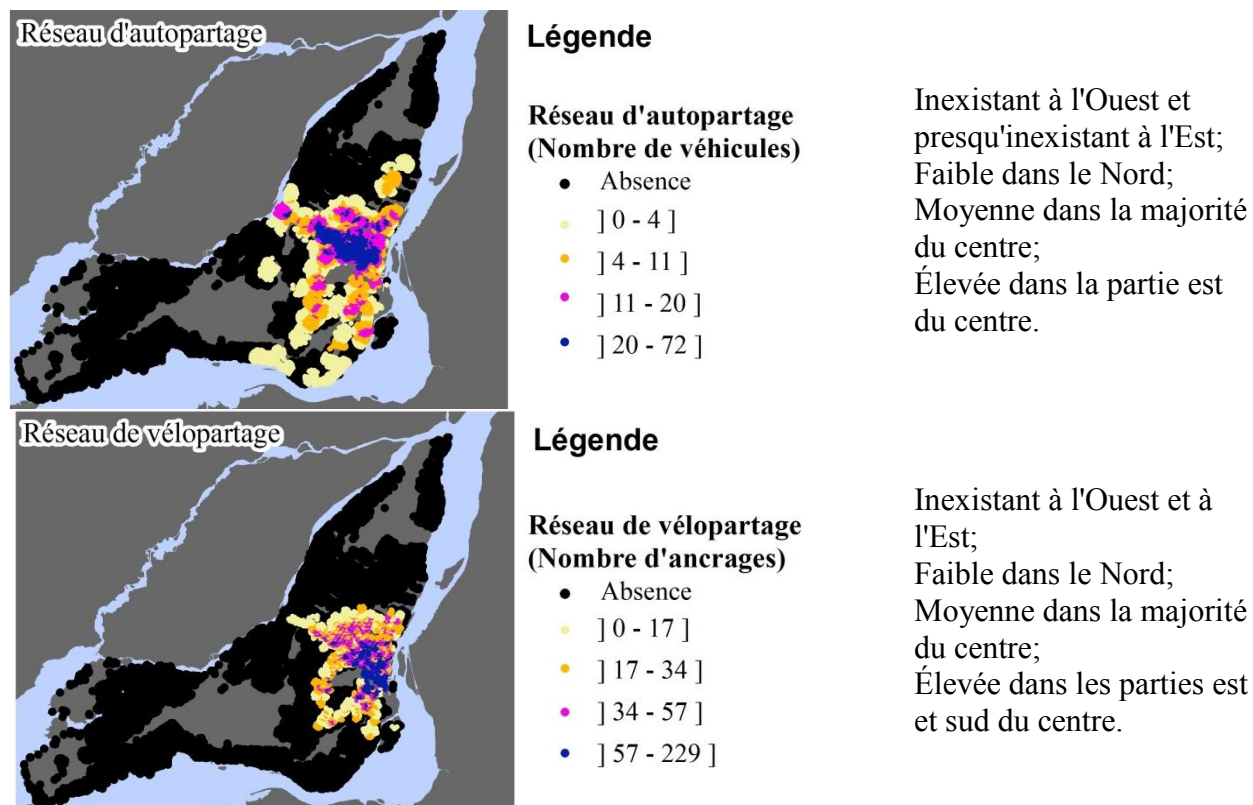 Réseau d'autopartage
Légende
Réseau d'autopartage
(Nombre de véhicules)
Absence
] 0 - 4 ]
] 4 - 11 ]
] 11 - 20 ]
] 20 - 72 ]
Inexistant à l'Ouest et
presqu'inexistant à l'Est;
Faible dans le Nord;
Moyenne dans la majorité
du centre;
Élevée dans la partie est
du centre.
Réseau de vélopartage
Légende
Réseau de vélopartage
(Nombre d'ancrages)
Absence
] 0 - 17 ]
] 17 - 34 ]
] 34 - 57 ]
] 57 - 229 ]
Inexistant à l'Ouest et à
l'Est;
Faible dans le Nord;
Moyenne dans la majorité
du centre;
Élevée dans les parties est
et sud du centre.